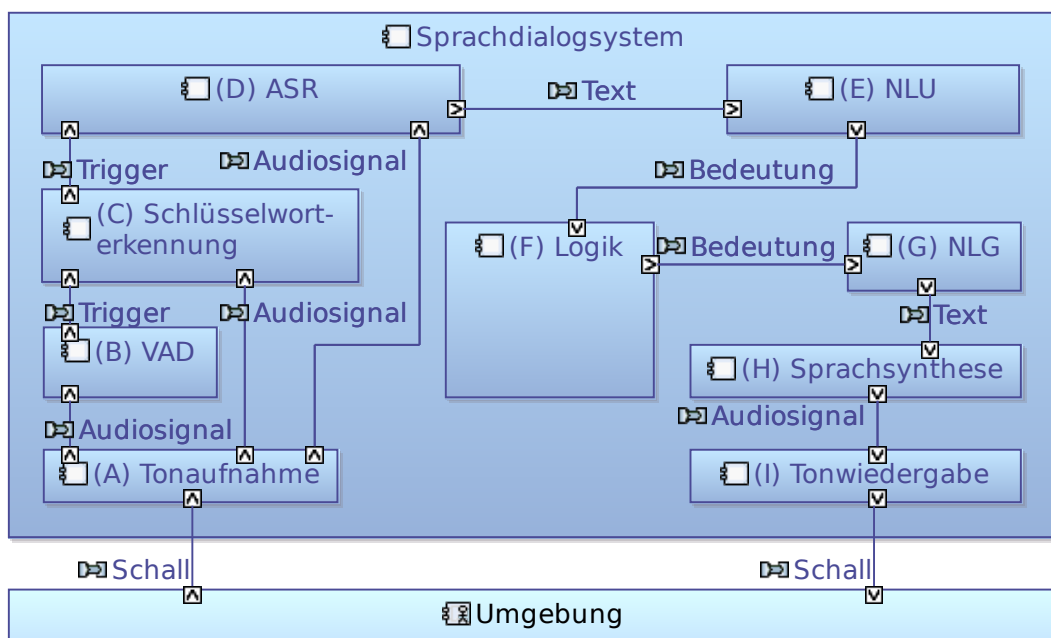 Sprachdialogsystem
(D) ASR
Text
(E) NLU
Trigger
Audiosignal
Bedeutung
(C) Schlüsselwort-
erkennung
(F) Logik
Bedeutung
(G) NLG
Trigger
Audiosignal
Text
(B) VAD
(H) Sprachsynthese
Audiosignal
Audiosignal
(A) Tonaufnahme
(I) Tonwiedergabe
Schall
Schall
Umgebung